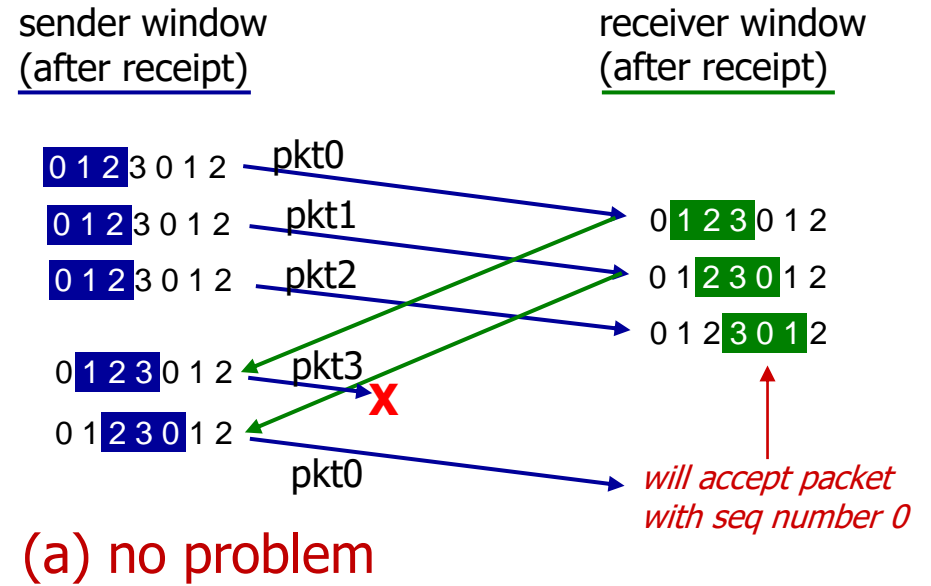 sender window
(after receipt)
receiver window
(after receipt)
0 1 2 3 0 1 2
pkt0
0 1 2 3 0 1 2
pkt1
0 1 2 3 0 1 2
0 1 2 3 0 1 2
pkt2
0 1 2 3 0 1 2
0 1 2 3 0 1 2
0 1 2 3 0 1 2
pkt3
X
0 1 2 3 0 1 2
pkt0
will accept packet
with seq number 0
(a) no problem